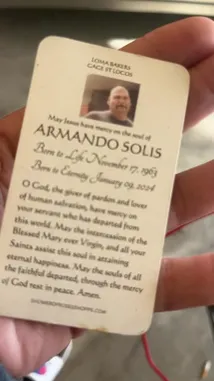 LOMA BAKERS
May Jesus have mercy on the soul of
ARMANDO SOLIS
Born to Life November 17, 1963
Born to Eternity January 09, 2024
O God, the giver of pardon and lover
of human salvation, have mercy on
your servant who has departed from
this world. May the intercession of the
Blessed Mary ever Virgin, and all your
Saints assist this soul in attaining
eternal happiness. May the souls of all
the faithful departed, through the mercy
of God rest in peace. Amen.